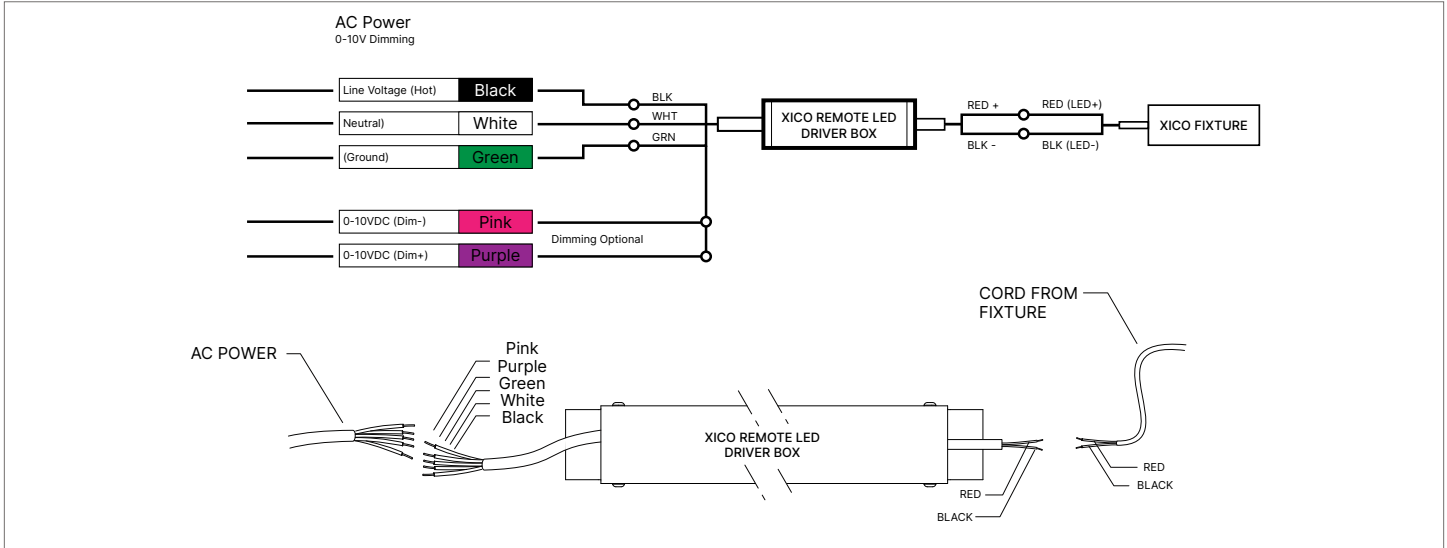 AC Power
0-10V Dimming
Line Voltage (Hot)
Black
BLK
Neutral)
White
WHT
(Ground)
Green
GRN
XICO REMOTE LED
DRIVER BOX
RED +
RED (LED+)
BLK -
BLK (LED-)
XICO FIXTURE
0-10VDC (Dim-)
Pink
Dimming Optional
0-10VDC (Dim+)
Purple
CORD FROM
FIXTURE
AC POWER
Pink
Purple
Green
White
Black
XICO REMOTE LED
DRIVER BOX
RED
BLACK
RED
BLACK